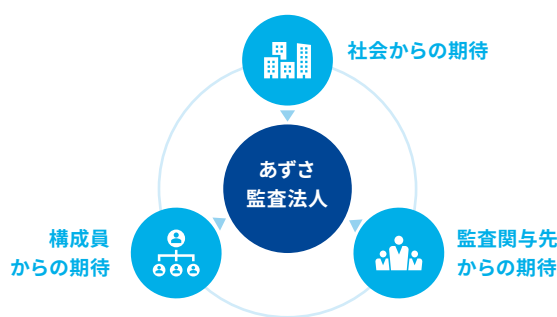 社会からの期待
あずさ
監査法人
構成員
からの期待
監査関与先
からの期待